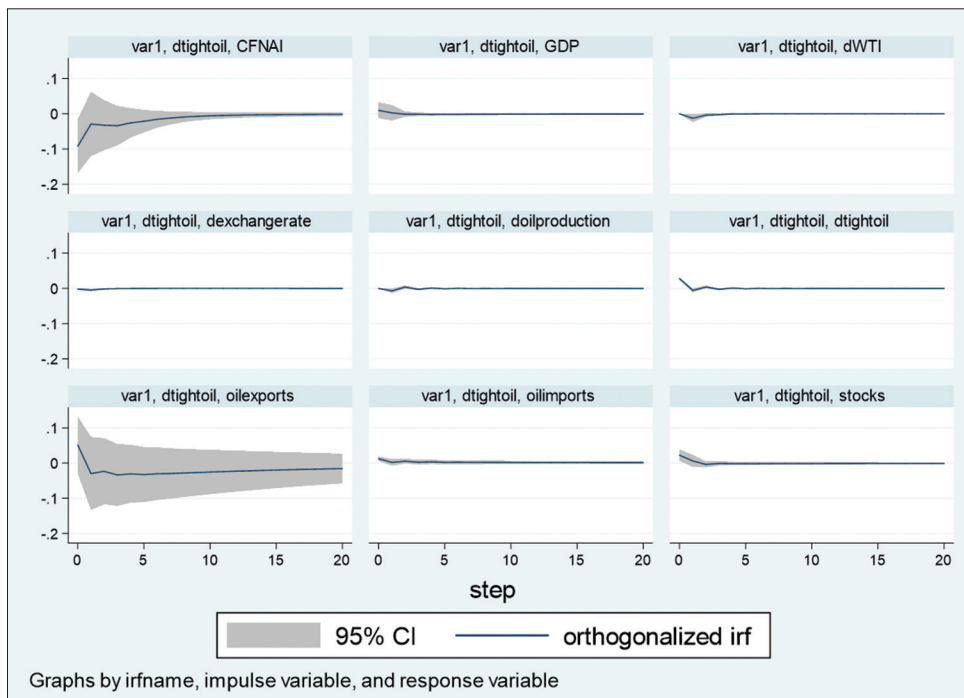 var1, dtightoil, CFNAI
var1, dtightoil, GDP
var1, dtightoil, dWTI
.1
0
-.1
-.2
var1, dtightoil, dexchangerate
var1, dtightoil, doilproduction
var1, dtightoil, dtightoil
.1
0
-.1
-.2
var1, dtightoil, oilexports
var1, dtightoil, oilimports
var1, dtightoil, stocks
.1
0
-.1
-.2
0 5 10 15 20
0 5 10 15 20
0 5 10 15 20
step
95% CI
orthogonalized irf
Graphs by irfname, impulse variable, and response variable